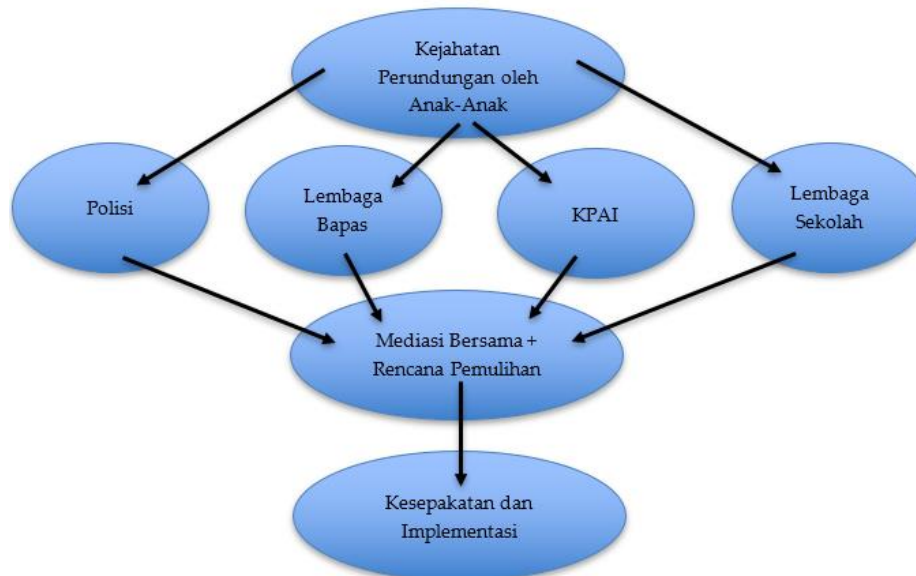 Kejahatan
Perundungan oleh
Anak-Anak
Polisi
Lembaga
Bapas
KPAI
Lembaga
Sekolah
Mediasi Bersama +
Rencana Pemulihan
Kesepakatan dan
Implementasi